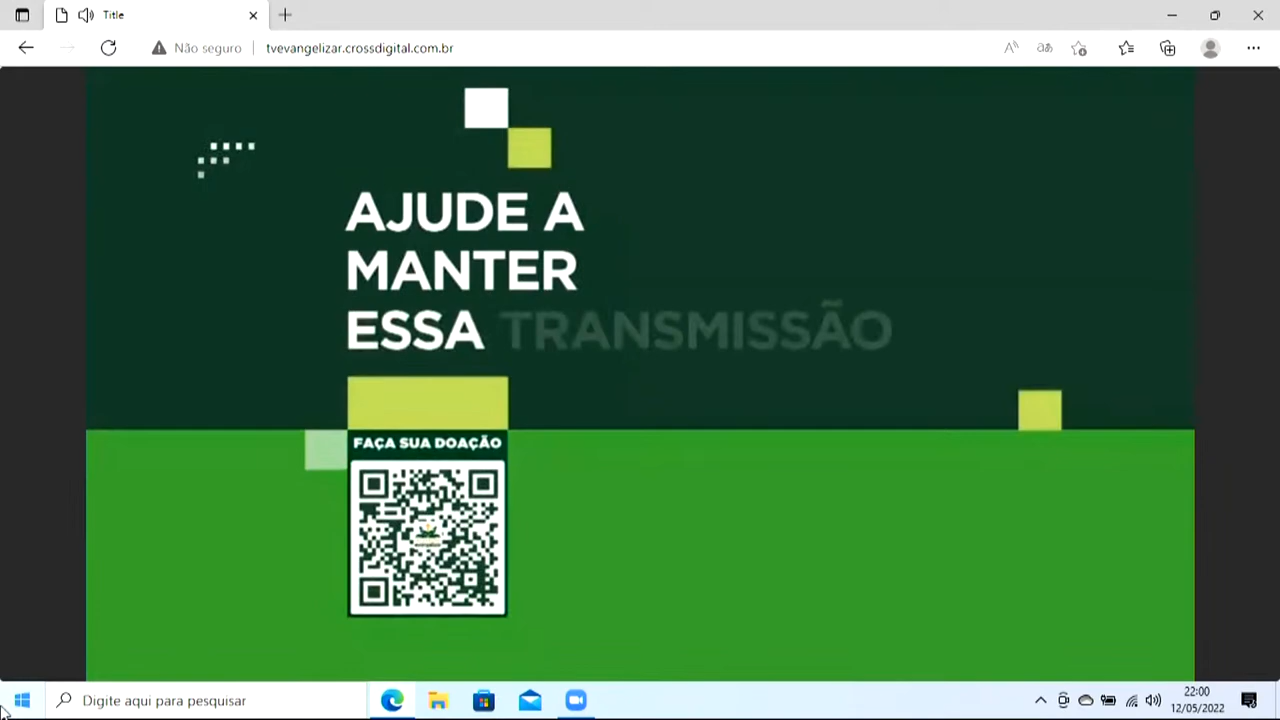 Title
Não seguro
tvevangelizar.crossdigital.com.br
AJUDE A
MANTER
ESSA TRANSMISSÃO
FAÇA SUA DOAÇÃO
Digite aqui para pesquisar
22:00
12/05/2022